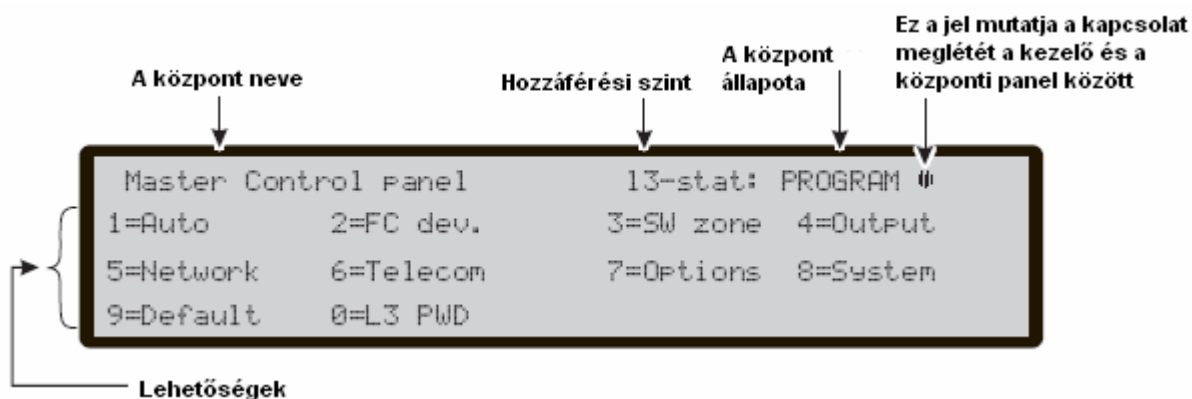 Ez a jel mutatja a kapcsolat
meglétét a kezelő és a
központi panel között
A központ
állapota
Hozzáférési szint
A központ neve
Master Control panel 13-stat: PROGRAM
1=Auto 2=FC dev. 3=SW zone 4=Output
5=Network 6=Telecom 7=Options 8=System
9=Default 0=L3 PWD
Lehetőségek